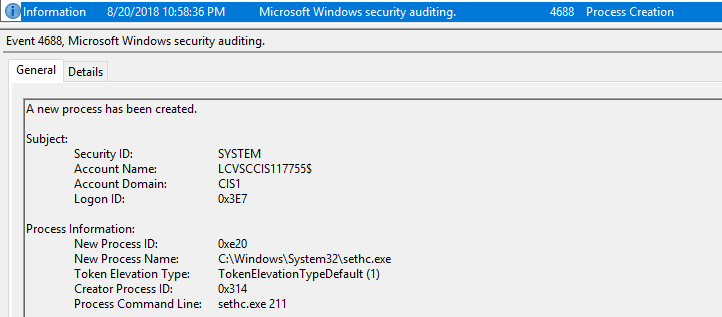 Information 8/20/2018 10:58:36 PM Microsoft Windows security auditing. 4688 Process Creation
Event 4688, Microsoft Windows security auditing.
General Details
A new process has been created.
Subject:
Security ID: SYSTEM
Account Name: LCVSCCIS117755$
Account Domain: CIS1
Logon ID: 0x3E7
Process Information:
New Process ID: 0xe20
New Process Name: C:\Windows\System32\sethc.exe
Token Elevation Type: TokenElevationTypeDefault (1)
Creator Process ID: 0x314
Process Command Line: sethc.exe 211